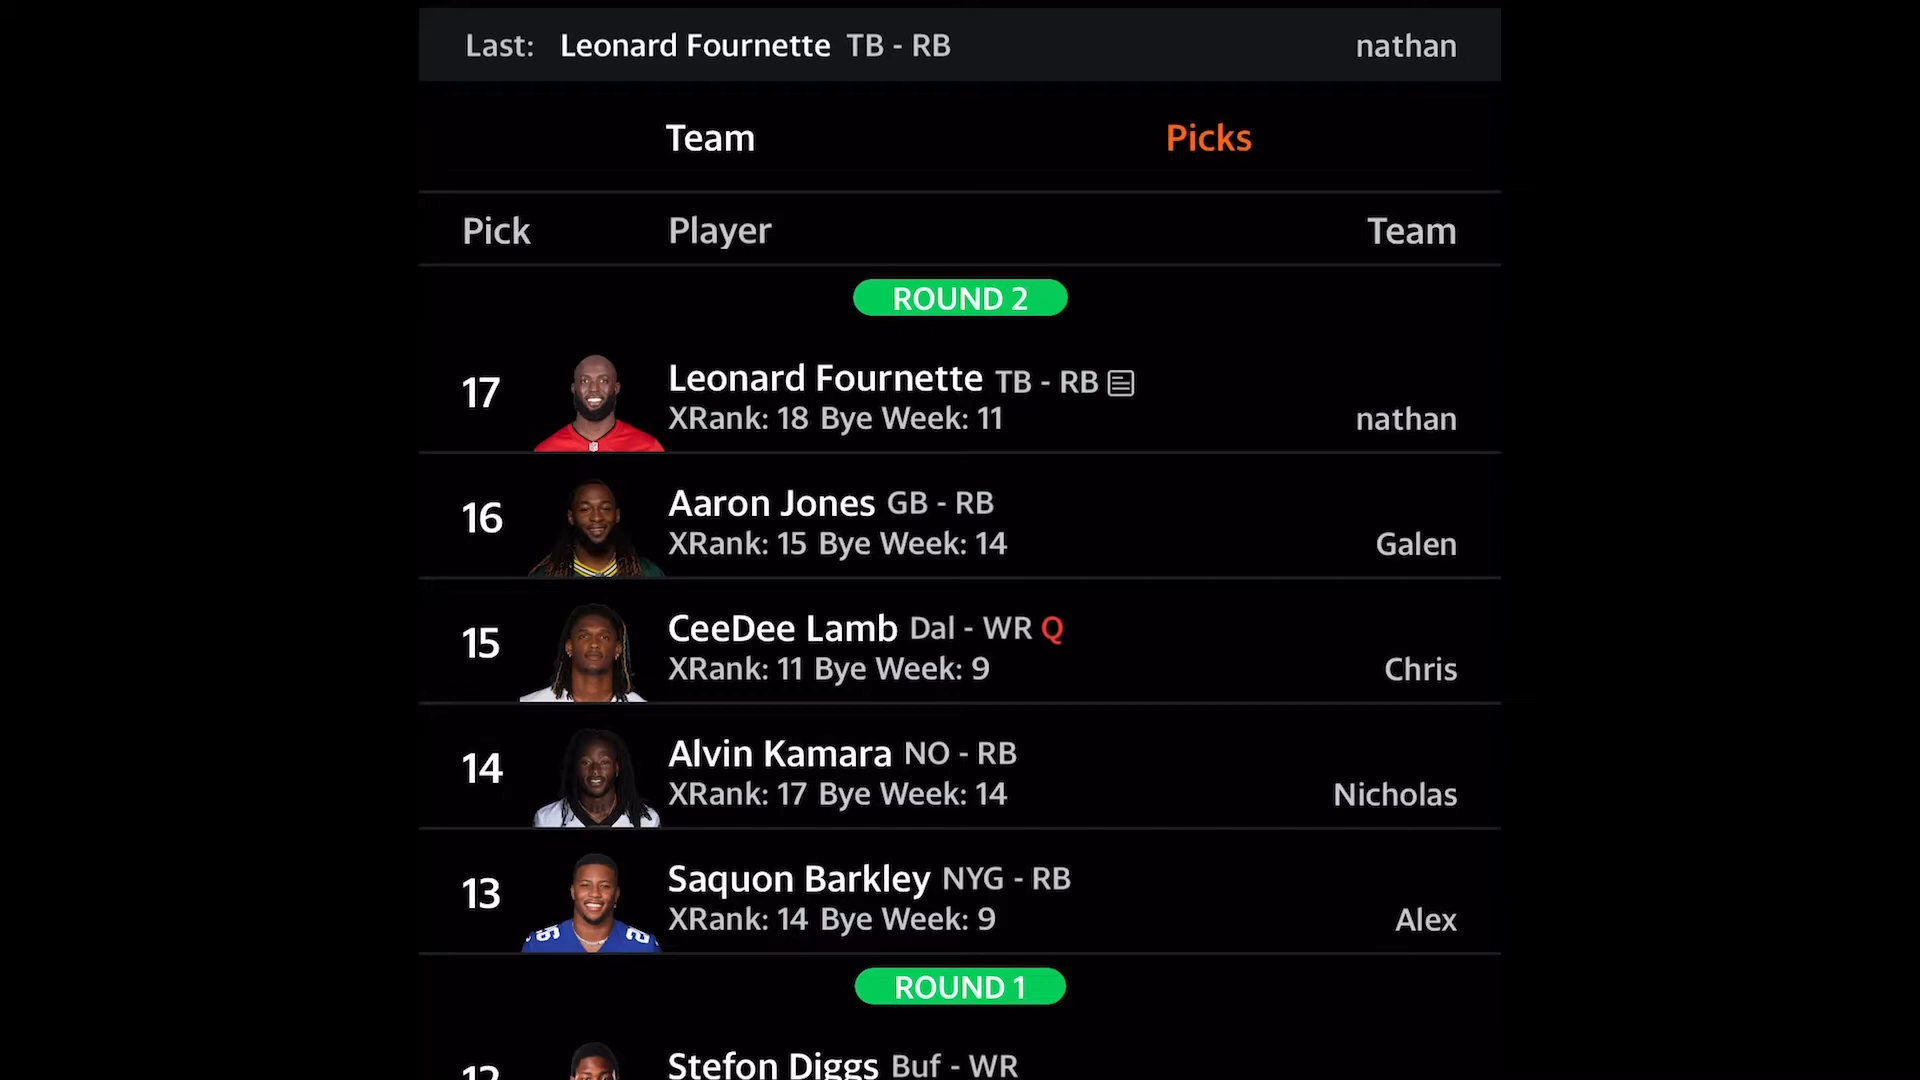 Last: Leonard Fournette TB - RB nathan
Team Picks
Pick Player Team
ROUND 2
17 Leonard Fournette TB - RB
XRank: 18 Bye Week: 11 nathan
16 Aaron Jones GB - RB
XRank: 15 Bye Week: 14 Galen
15 CeeDee Lamb Dal - WR Q
XRank: 11 Bye Week: 9 Chris
14 Alvin Kamara NO - RB
XRank: 17 Bye Week: 14 Nicholas
13 Saquon Barkley NYG - RB
XRank: 14 Bye Week: 9 Alex
ROUND 1
12 Stefon Diggs Buf - WR